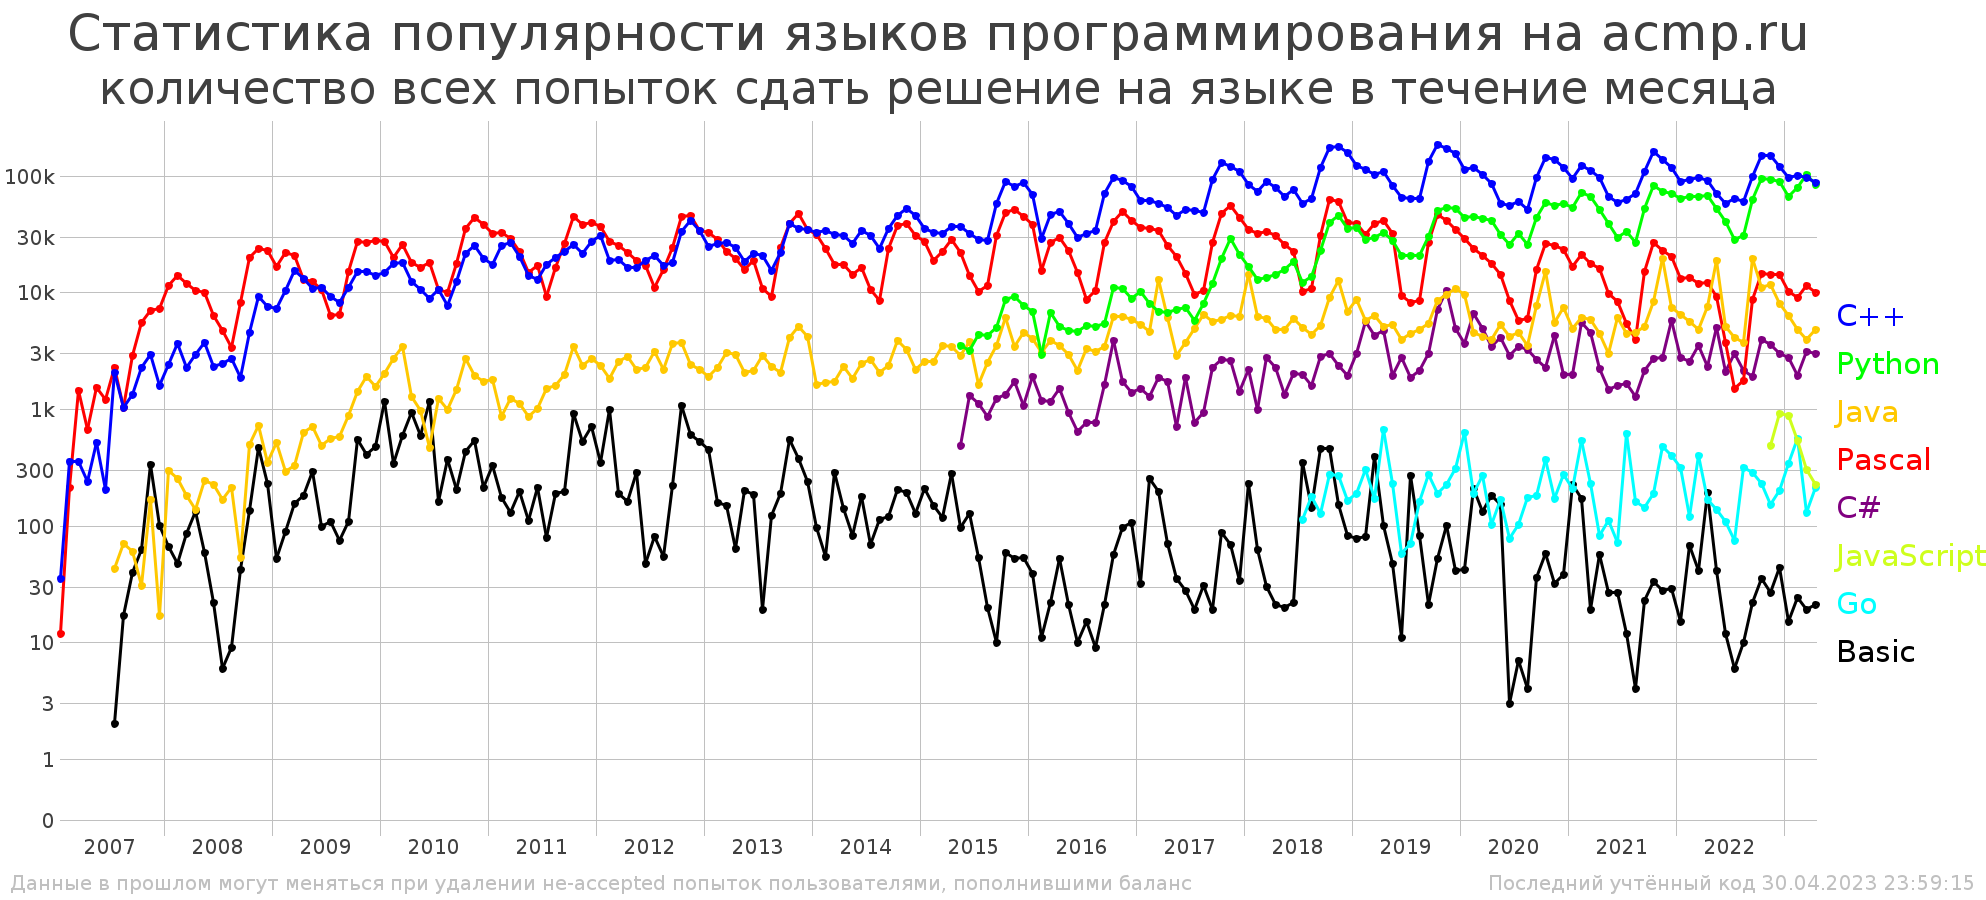 Статистика популярности языков программирования на acmp.ru
количество всех попыток сдать решение на языке в течение месяца
100k
30k
10k
3k
1k
300
100
30
10
3
1
0
C++
Python
Java
Pascal
C#
JavaScript
Go
Basic
2007 2008 2009 2010 2011 2012 2013 2014 2015 2016 2017 2018 2019 2020 2021 2022
Данные в прошлом могут меняться при удалении не-accepted попыток пользователями, пополнившими баланс
Последний учтённый код 30.04.2023 23:59:15